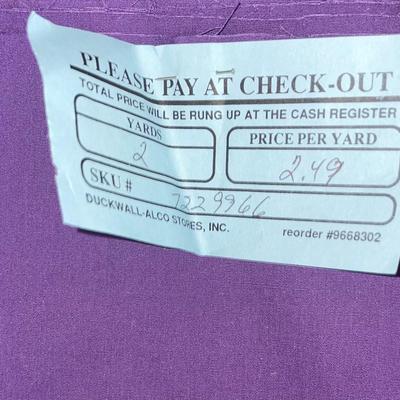 PLEASE PAY AT CHECK-OUT
TOTAL PRICE WILL BE RUNG UP AT THE CASH REGISTER
YARDS PRICE PER YARD
2 2.49
SKU # 7229966
DUCKWALL-ALCO STORES, INC.
reorder #9668302